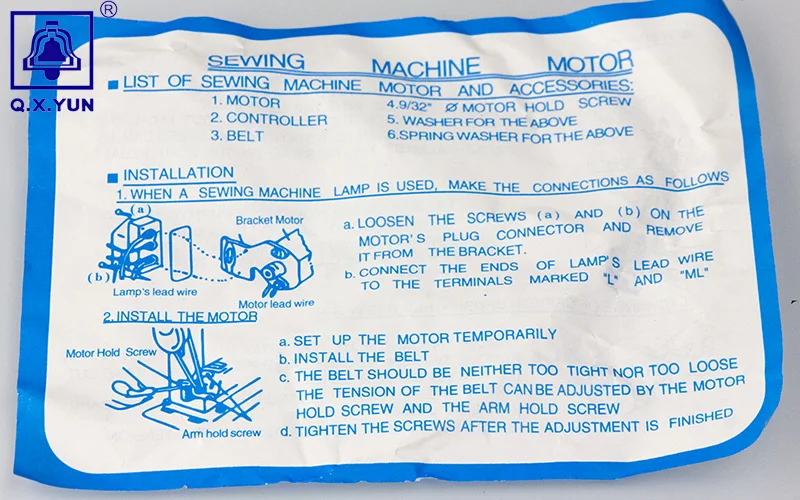 ®
Q.X.YUN
SEWING MACHINE MOTOR
■ LIST OF SEWING MACHINE MOTOR AND ACCESSORIES:
1. MOTOR
2. CONTROLLER
3. BELT
4.9/32" Ø MOTOR HOLD SCREW
5. WASHER FOR THE ABOVE
6.SPRING WASHER FOR THE ABOVE
■ INSTALLATION
1. WHEN A SEWING MACHINE LAMP IS USED, MAKE THE CONNECTIONS AS FOLLOWS
(a)
Bracket Motor
(b)
Lamp's lead wire
Motor lead wire
a. LOOSEN THE SCREWS (a) AND (b) ON THE
MOTOR'S PLUG CONNECTOR AND REMOVE
IT FROM THE BRACKET.
b. CONNECT THE ENDS OF LAMP'S LEAD WIRE
TO THE TERMINALS MARKED "L" AND "ML"
2. INSTALL THE MOTOR
Motor Hold Screw
Arm hold screw
a. SET UP THE MOTOR TEMPORARILY
b. INSTALL THE BELT
c. THE BELT SHOULD BE NEITHER TOO TIGHT NOR TOO LOOSE
THE TENSION OF THE BELT CAN BE ADJUSTED BY THE MOTOR
HOLD SCREW AND THE ARM HOLD SCREW
d. TIGHTEN THE SCREWS AFTER THE ADJUSTMENT IS FINISHED